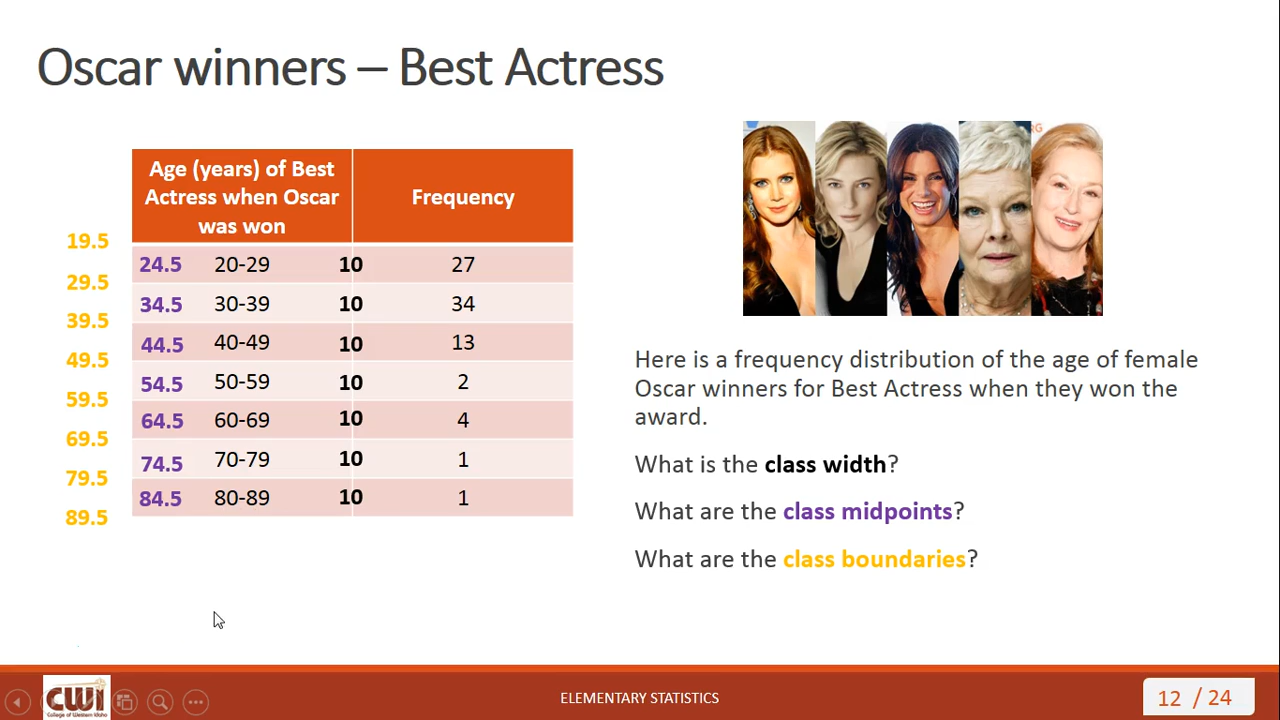 Oscar winners – Best Actress
Age (years) of Best
Actress when Oscar
was won
Frequency
19.5
24.5 20-29 10 27
29.5
34.5 30-39 10 34
39.5
44.5 40-49 10 13
49.5
54.5 50-59 10 2
59.5
64.5 60-69 10 4
69.5
74.5 70-79 10 1
79.5
84.5 80-89 10 1
89.5
RG
Here is a frequency distribution of the age of female
Oscar winners for Best Actress when they won the
award.
What is the class width?
What are the class midpoints?
What are the class boundaries?
CWI
College of Western Idaho
ELEMENTARY STATISTICS
12 / 24